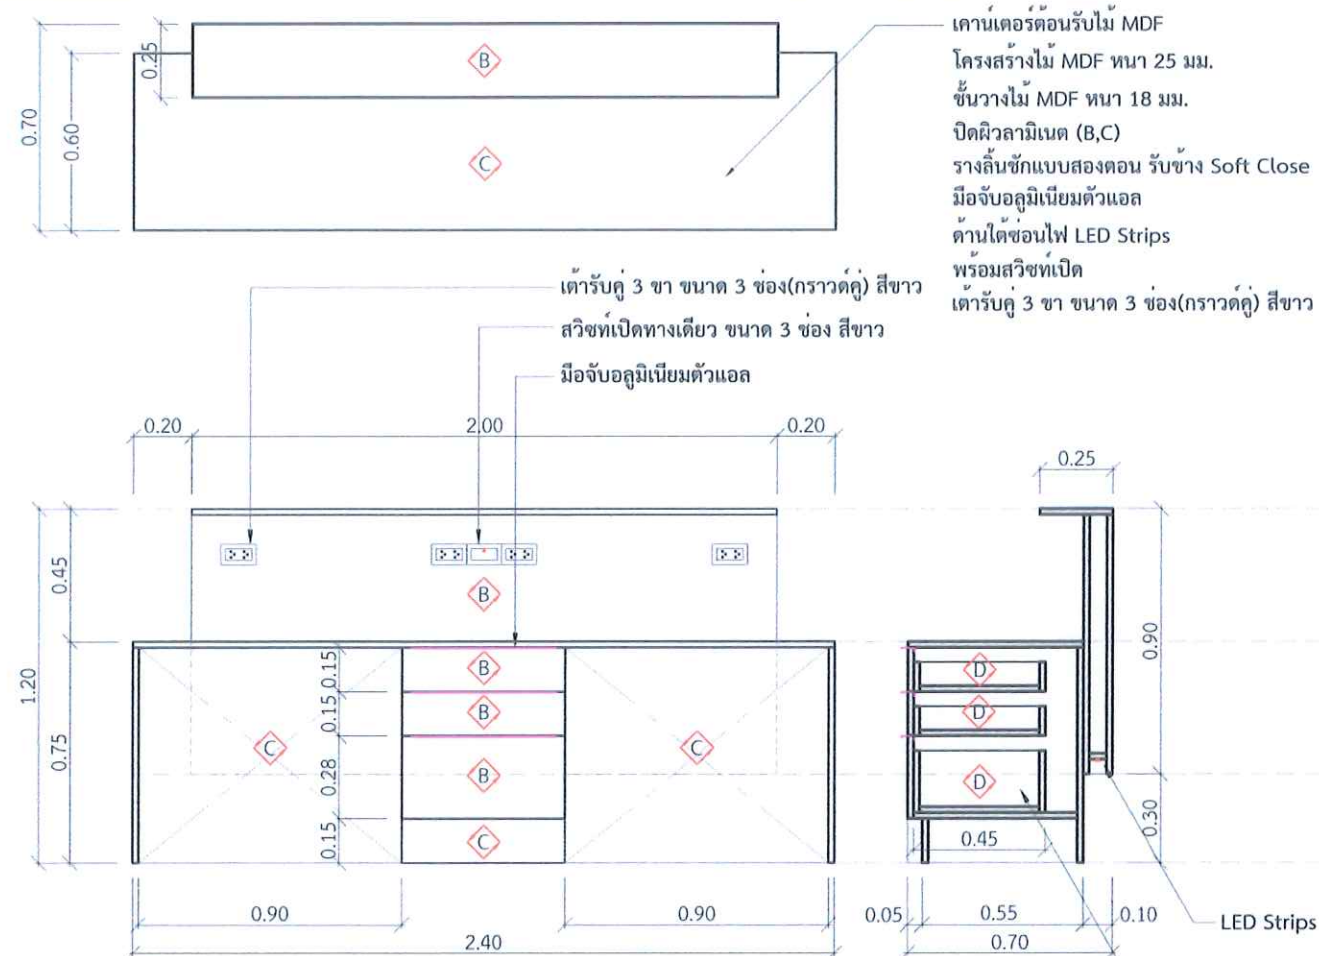 เคาน์เตอร์ต้อนรับไม้ MDF
โครงสร้างไม้ MDF หนา 25 มม.
ชั้นวางไม้ MDF หนา 18 มม.
ปิดผิวลามิเนต (B,C)
รางลิ้นชักแบบสองตอน รับข้าง Soft Close
มือจับอลูมิเนียมตัวแอล
ด้านใต้ซ่อนไฟ LED Strips
พร้อมสวิซท์เปิด
เต้ารับคู่ 3 ขา ขนาด 3 ช่อง(กราวด์คู่) สีขาว
0.70
0.60
0.25
B
C
เต้ารับคู่ 3 ขา ขนาด 3 ช่อง(กราวด์คู่) สีขาว
สวิซท์เปิดทางเดียว ขนาด 3 ช่อง สีขาว
มือจับอลูมิเนียมตัวแอล
0.20
2.00
0.20
1.20
0.45
0.75
B
0.15
0.15
0.28
0.15
C
B
B
B
C
C
0.90
0.90
2.40
0.25
0.90
0.30
D
D
D
0.45
0.05
0.55
0.10
0.70
LED Strips